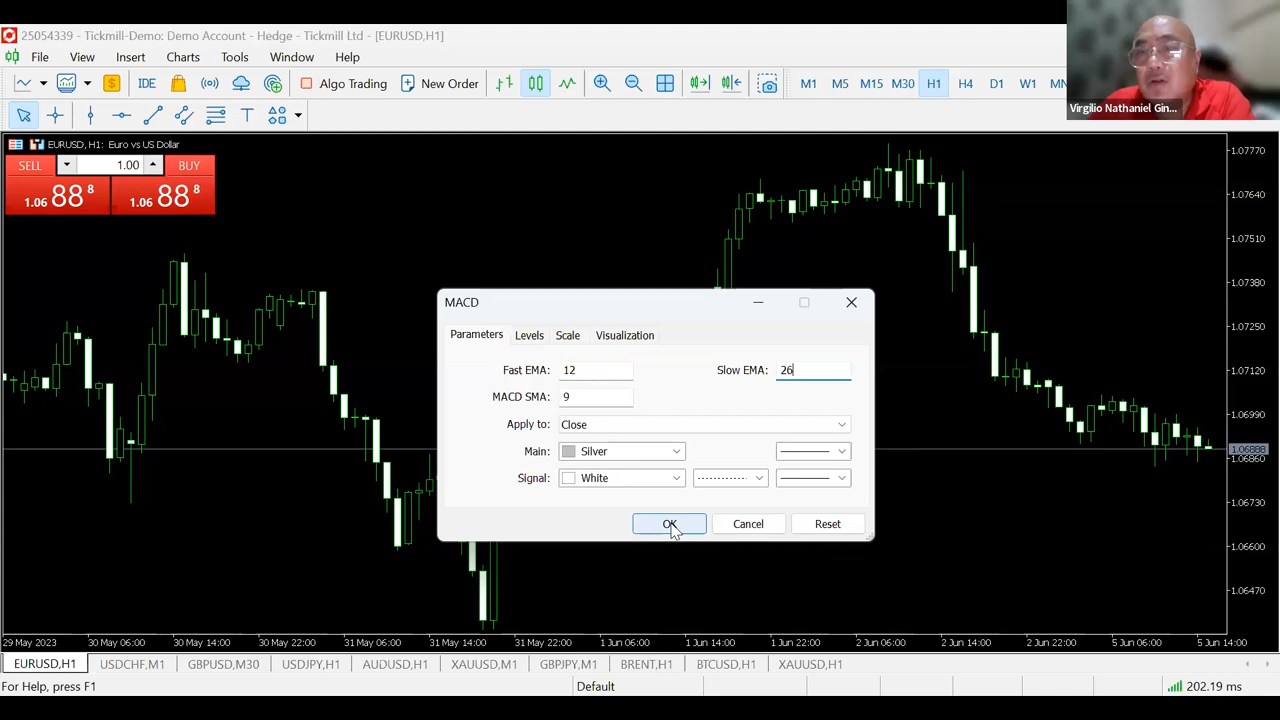 25054339 - Tickmill-Demo: Demo Account - Hedge - Tickmill Ltd - [EURUSD,H1]
File View Insert Charts Tools Window Help
IDE Algo Trading New Order M1 M5 M15 M30 H1 H4 D1 W1 MN
Virgilio Nathaniel Gin...
T
EURUSD, H1: Euro vs US Dollar
SELL 1.00 BUY
1.06 88 8 1.06 88 8
1.07770
1.07640
1.07510
1.07380
1.07250
1.07120
1.06990
1.06888
1.06860
1.06730
1.06600
1.06470
MACD
Parameters Levels Scale Visualization
Fast EMA: 12 Slow EMA: 26
MACD SMA: 9
Apply to: Close
Main: Silver
Signal: White
OK Cancel Reset
29 May 2023 30 May 06:00 30 May 14:00 30 May 22:00 31 May 06:00 31 May 14:00 31 May 22:00 1 Jun 06:00 1 Jun 14:00 1 Jun 22:00 2 Jun 06:00 2 Jun 14:00 2 Jun 22:00 5 Jun 06:00 5 Jun 14:00
EURUSD,H1 USDCHF,M1 GBPUSD,M30 USDJPY,H1 AUDUSD,H1 XAUUSD,M1 GBPJPY,M1 BRENT,H1 BTCUSD,H1 XAUUSD,H1
For Help, press F1 Default 202.19 ms